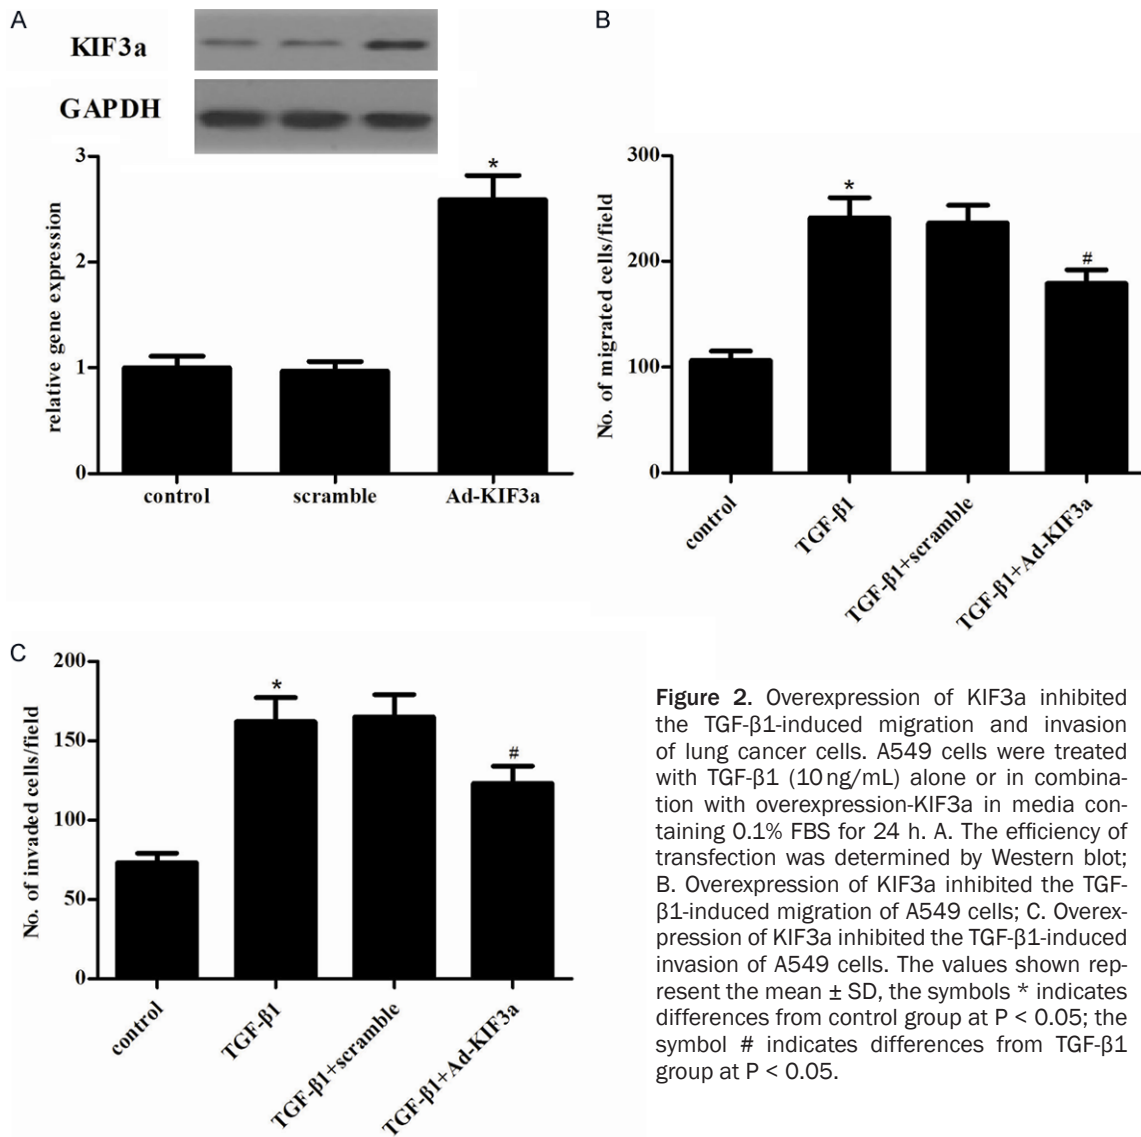 A
KIF3a
GAPDH
3
2
1
0
relative gene expression
*
control
scramble
Ad-KIF3a
B
300
200
100
0
No. of migrated cells/field
*
#
control
TGF-β1
TGF-β1+scramble
TGF-β1+Ad-KIF3a
C
200
150
100
50
0
No. of invaded cells/field
*
#
control
TGF-β1
TGF-β1+scramble
TGF-β1+Ad-KIF3a
Figure 2. Overexpression of KIF3a inhibited
the TGF-β1-induced migration and invasion
of lung cancer cells. A549 cells were treated
with TGF-β1 (10 ng/mL) alone or in combina-
tion with overexpression-KIF3a in media con-
taining 0.1% FBS for 24 h. A. The efficiency of
transfection was determined by Western blot;
B. Overexpression of KIF3a inhibited the TGF-
β1-induced migration of A549 cells; C. Overex-
pression of KIF3a inhibited the TGF-β1-induced
invasion of A549 cells. The values shown rep-
resent the mean ± SD, the symbols * indicates
differences from control group at P < 0.05; the
symbol # indicates differences from TGF-β1
group at P < 0.05.